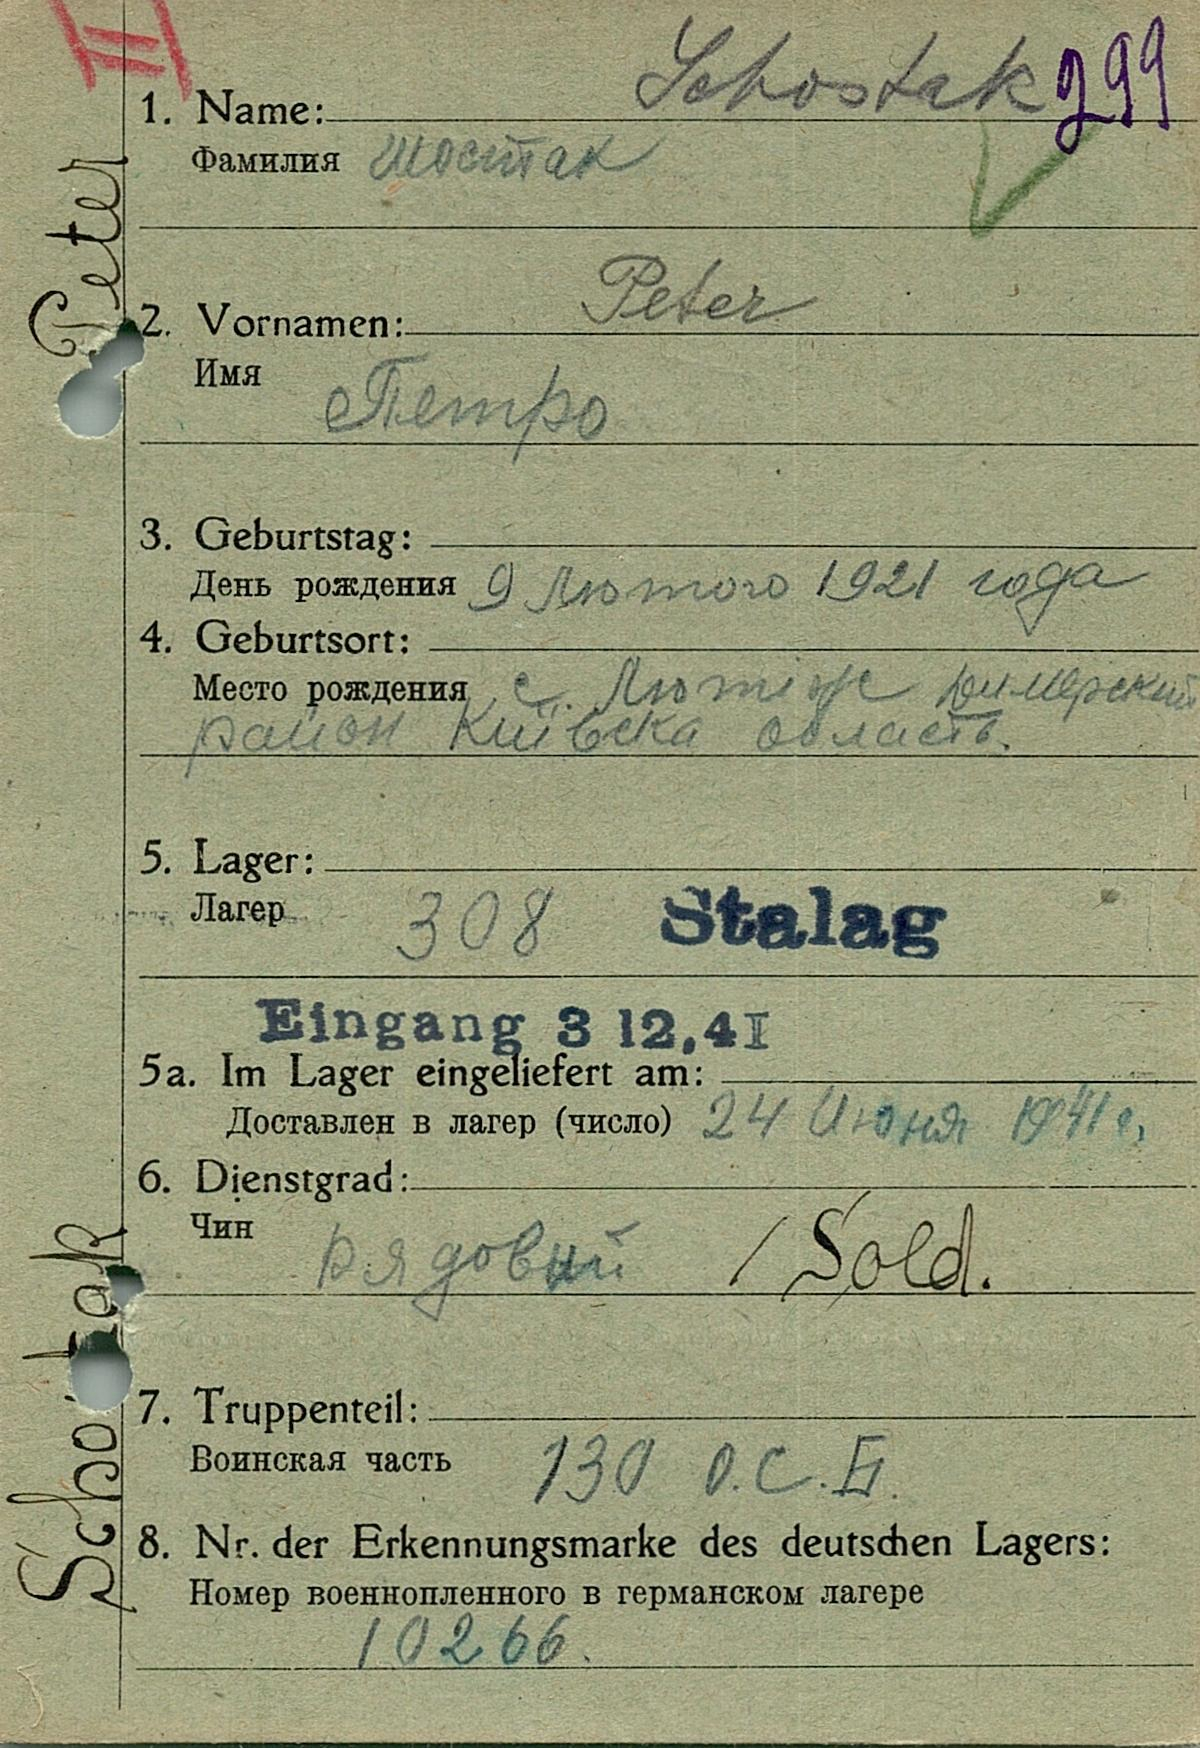 Schostak 299
1. Name:
Фамилия Шостак
Peter
2. Vornamen:
Имя Петро
3. Geburtstag:
День рождения 9 Лютого 1921 года
4. Geburtsort:
Место рождения с. Лютіж Димерский
район Київска область.
5. Lager:
Лагер 308 Stalag
Eingang 3 12.41
5a. Im Lager eingeliefert am:
Доставлен в лагер (число) 24 Июня 1941 г.
6. Dienstgrad:
Чин рядовий / Sold.
7. Truppenteil:
Воинская часть 130 О.С.Б.
8. Nr. der Erkennungsmarke des deutschen Lagers:
Номер военнопленного в германском лагере
10266.
Schostak Peter